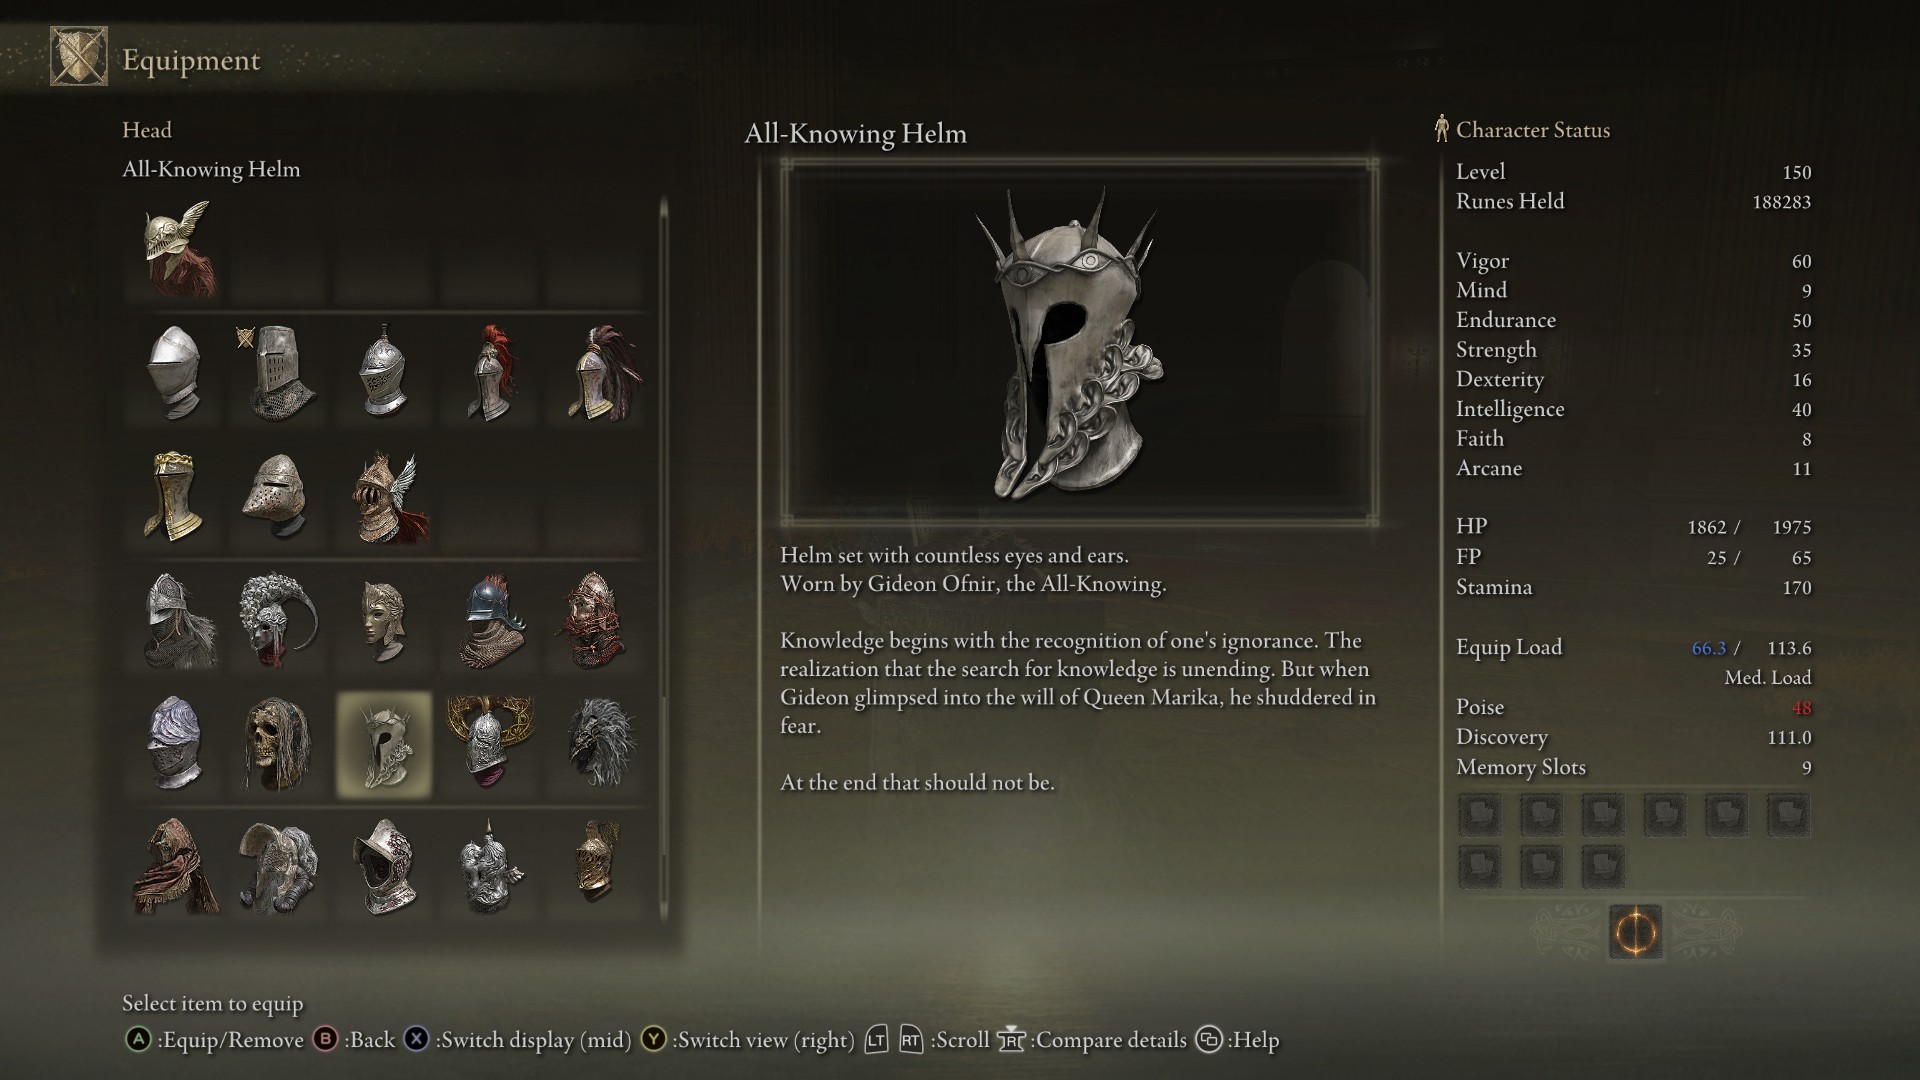 Equipment
Head
All-Knowing Helm
All-Knowing Helm
Helm set with countless eyes and ears.
Worn by Gideon Ofnir, the All-Knowing.
Knowledge begins with the recognition of one's ignorance. The
realization that the search for knowledge is unending. But when
Gideon glimpsed into the will of Queen Marika, he shuddered in
fear.
At the end that should not be.
Character Status
Level 150
Runes Held 188283
Vigor 60
Mind 9
Endurance 50
Strength 35
Dexterity 16
Intelligence 40
Faith 8
Arcane 11
HP 1862 / 1975
FP 25 / 65
Stamina 170
Equip Load 66.3 / 113.6
Med. Load
Poise 48
Discovery 111.0
Memory Slots 9
Select item to equip
A :Equip/Remove B :Back X :Switch display (mid) Y :Switch view (right) LT RT :Scroll R :Compare details :Help